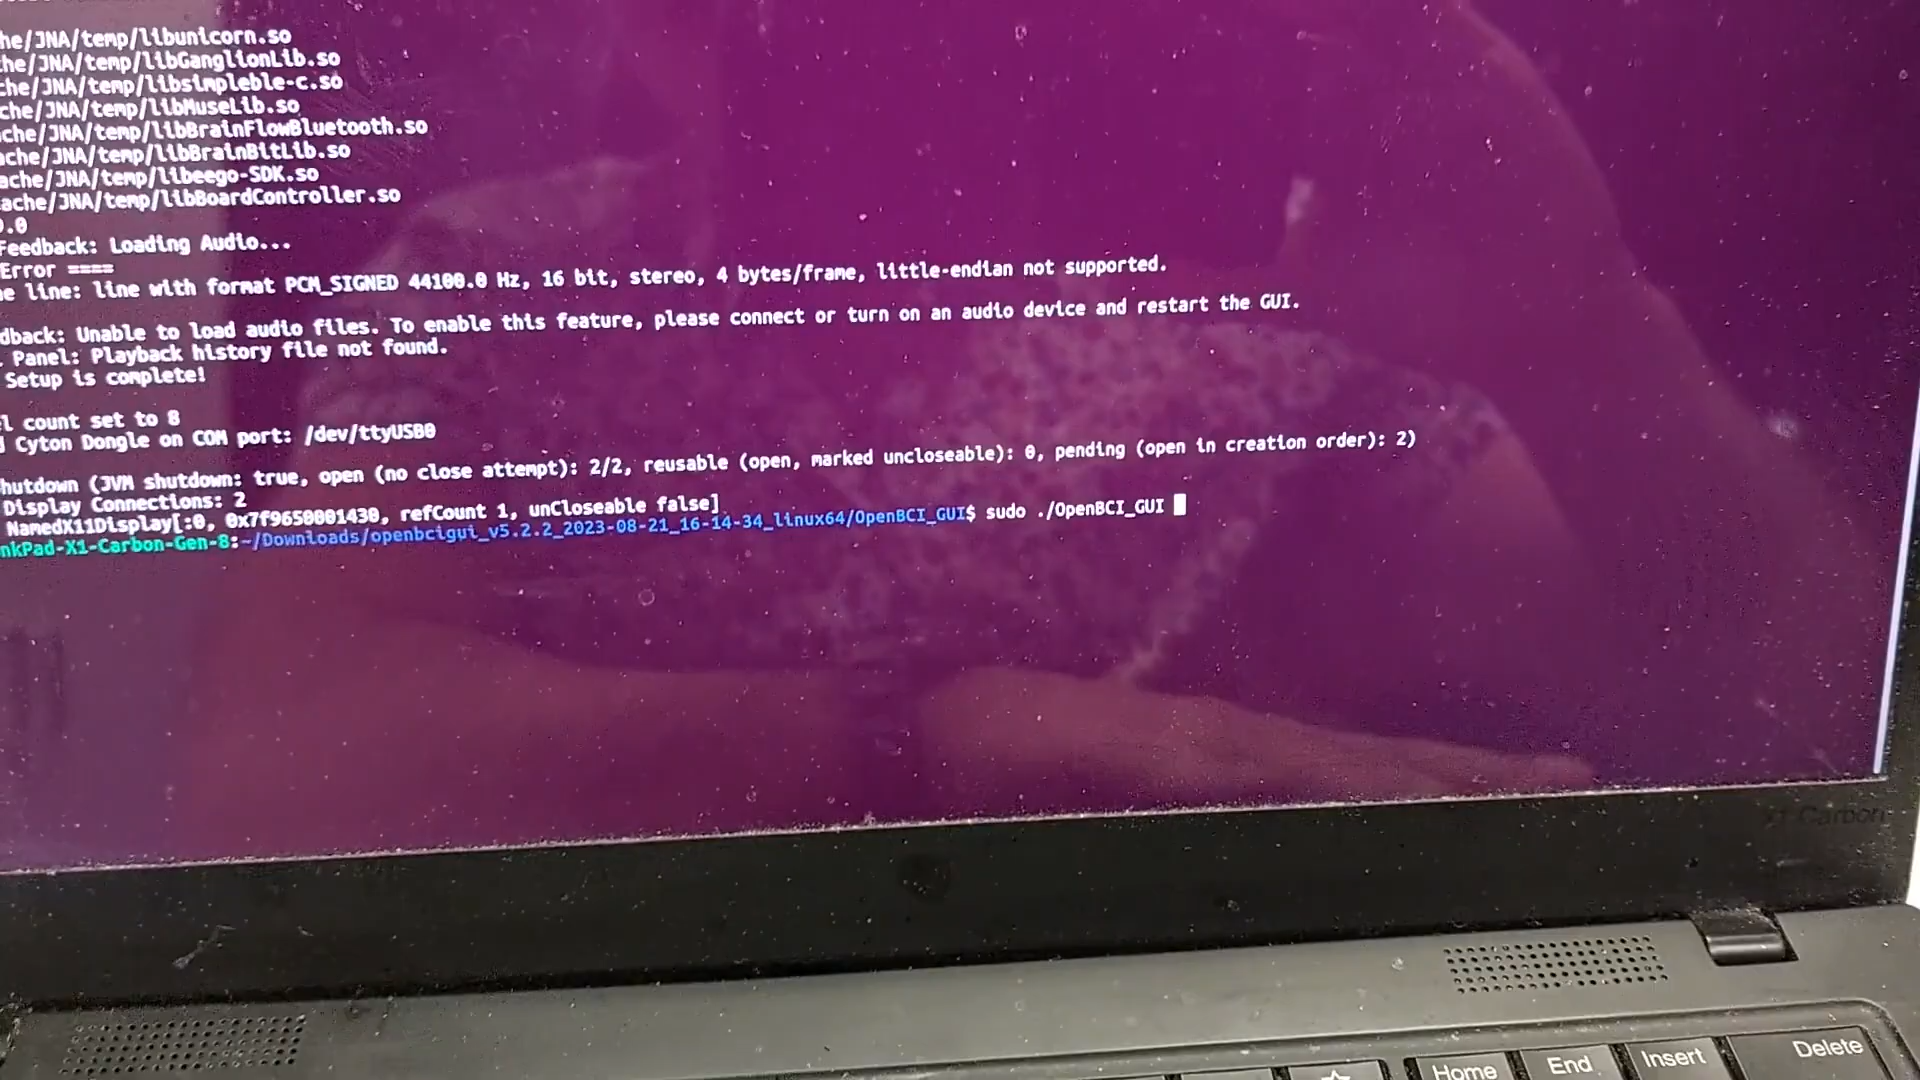 he/JNA/temp/libunicorn.so
he/JNA/temp/libGanglionLib.so
che/JNA/temp/libsimpleble-c.so
che/JNA/temp/libMuseLib.so
che/JNA/temp/libBrainFlowBluetooth.so
ache/JNA/temp/libBrainBitLib.so
ache/JNA/temp/libeego-SDK.so
ache/JNA/temp/libBoardController.so
.0
Feedback: Loading Audio...
Error ====
e line: line with format PCM_SIGNED 44100.0 Hz, 16 bit, stereo, 4 bytes/frame, little-endian not supported.
dback: Unable to load audio files. To enable this feature, please connect or turn on an audio device and restart the GUI.
Panel: Playback history file not found.
Setup is complete!
l count set to 8
d Cyton Dongle on COM port: /dev/ttyUSB0
hutdown (JVM shutdown: true, open (no close attempt): 2/2, reusable (open, marked uncloseable): 0, pending (open in creation order): 2)
Display Connections: 2
NamedX11Display[:0, 0x7f9650001430, refCount 1, unCloseable false]
nkPad-X1-Carbon-Gen-8:~/Downloads/openbcigui_v5.2.2_2023-08-21_16-14-34_linux64/OpenBCI_GUI$ sudo ./OpenBCI_GUI
X1 Carbon
Home
End
Insert
Delete